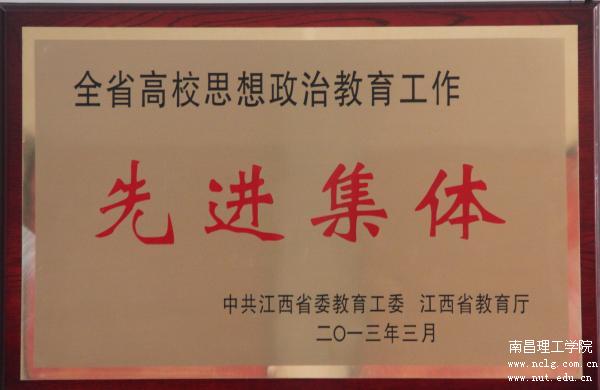 全省高校思想政治教育工作
先进集体
中共江西省委教育工委 江西省教育厅
二〇一三年三月
南昌理工学院
www.nclg.com.cn
www.nut.edu.cn